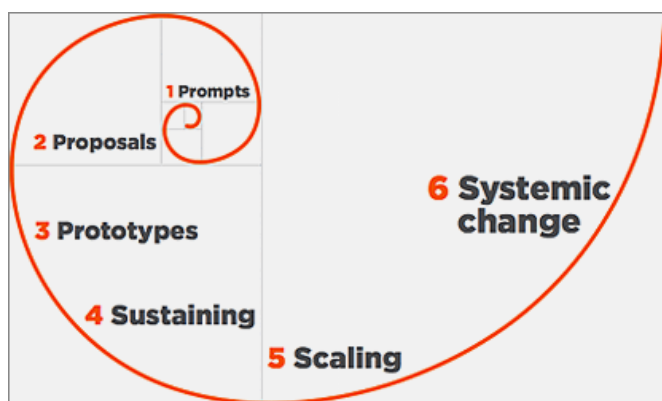 1 Prompts
2 Proposals
3 Prototypes
4 Sustaining
5 Scaling
6 Systemic
change